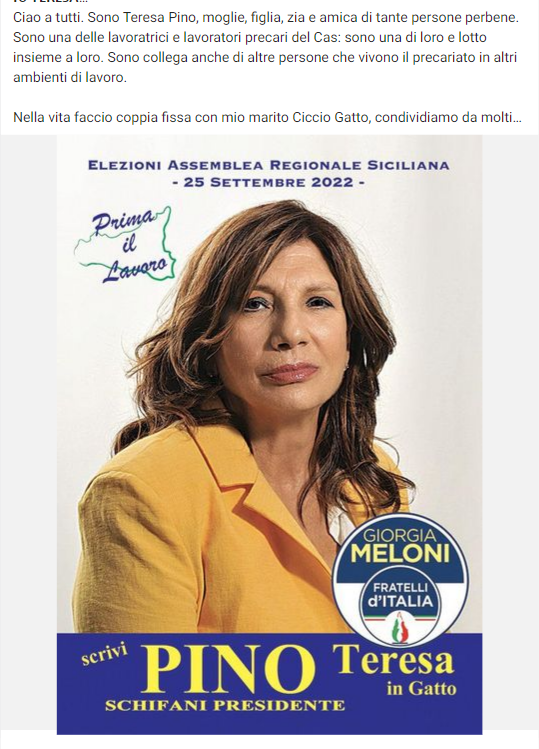 IO TERESA...
Ciao a tutti. Sono Teresa Pino, moglie, figlia, zia e amica di tante persone perbene.
Sono una delle lavoratrici e lavoratori precari del Cas: sono una di loro e lotto
insieme a loro. Sono collega anche di altre persone che vivono il precariato in altri
ambienti di lavoro.
Nella vita faccio coppia fissa con mio marito Ciccio Gatto, condividiamo da molti...
ELEZIONI ASSEMBLEA REGIONALE SICILIANA
- 25 SETTEMBRE 2022 -
Prima
il
Lavoro
GIORGIA
MELONI
FRATELLI
d'ITALIA
scrivi PINO Teresa
in Gatto
SCHIFANI PRESIDENTE